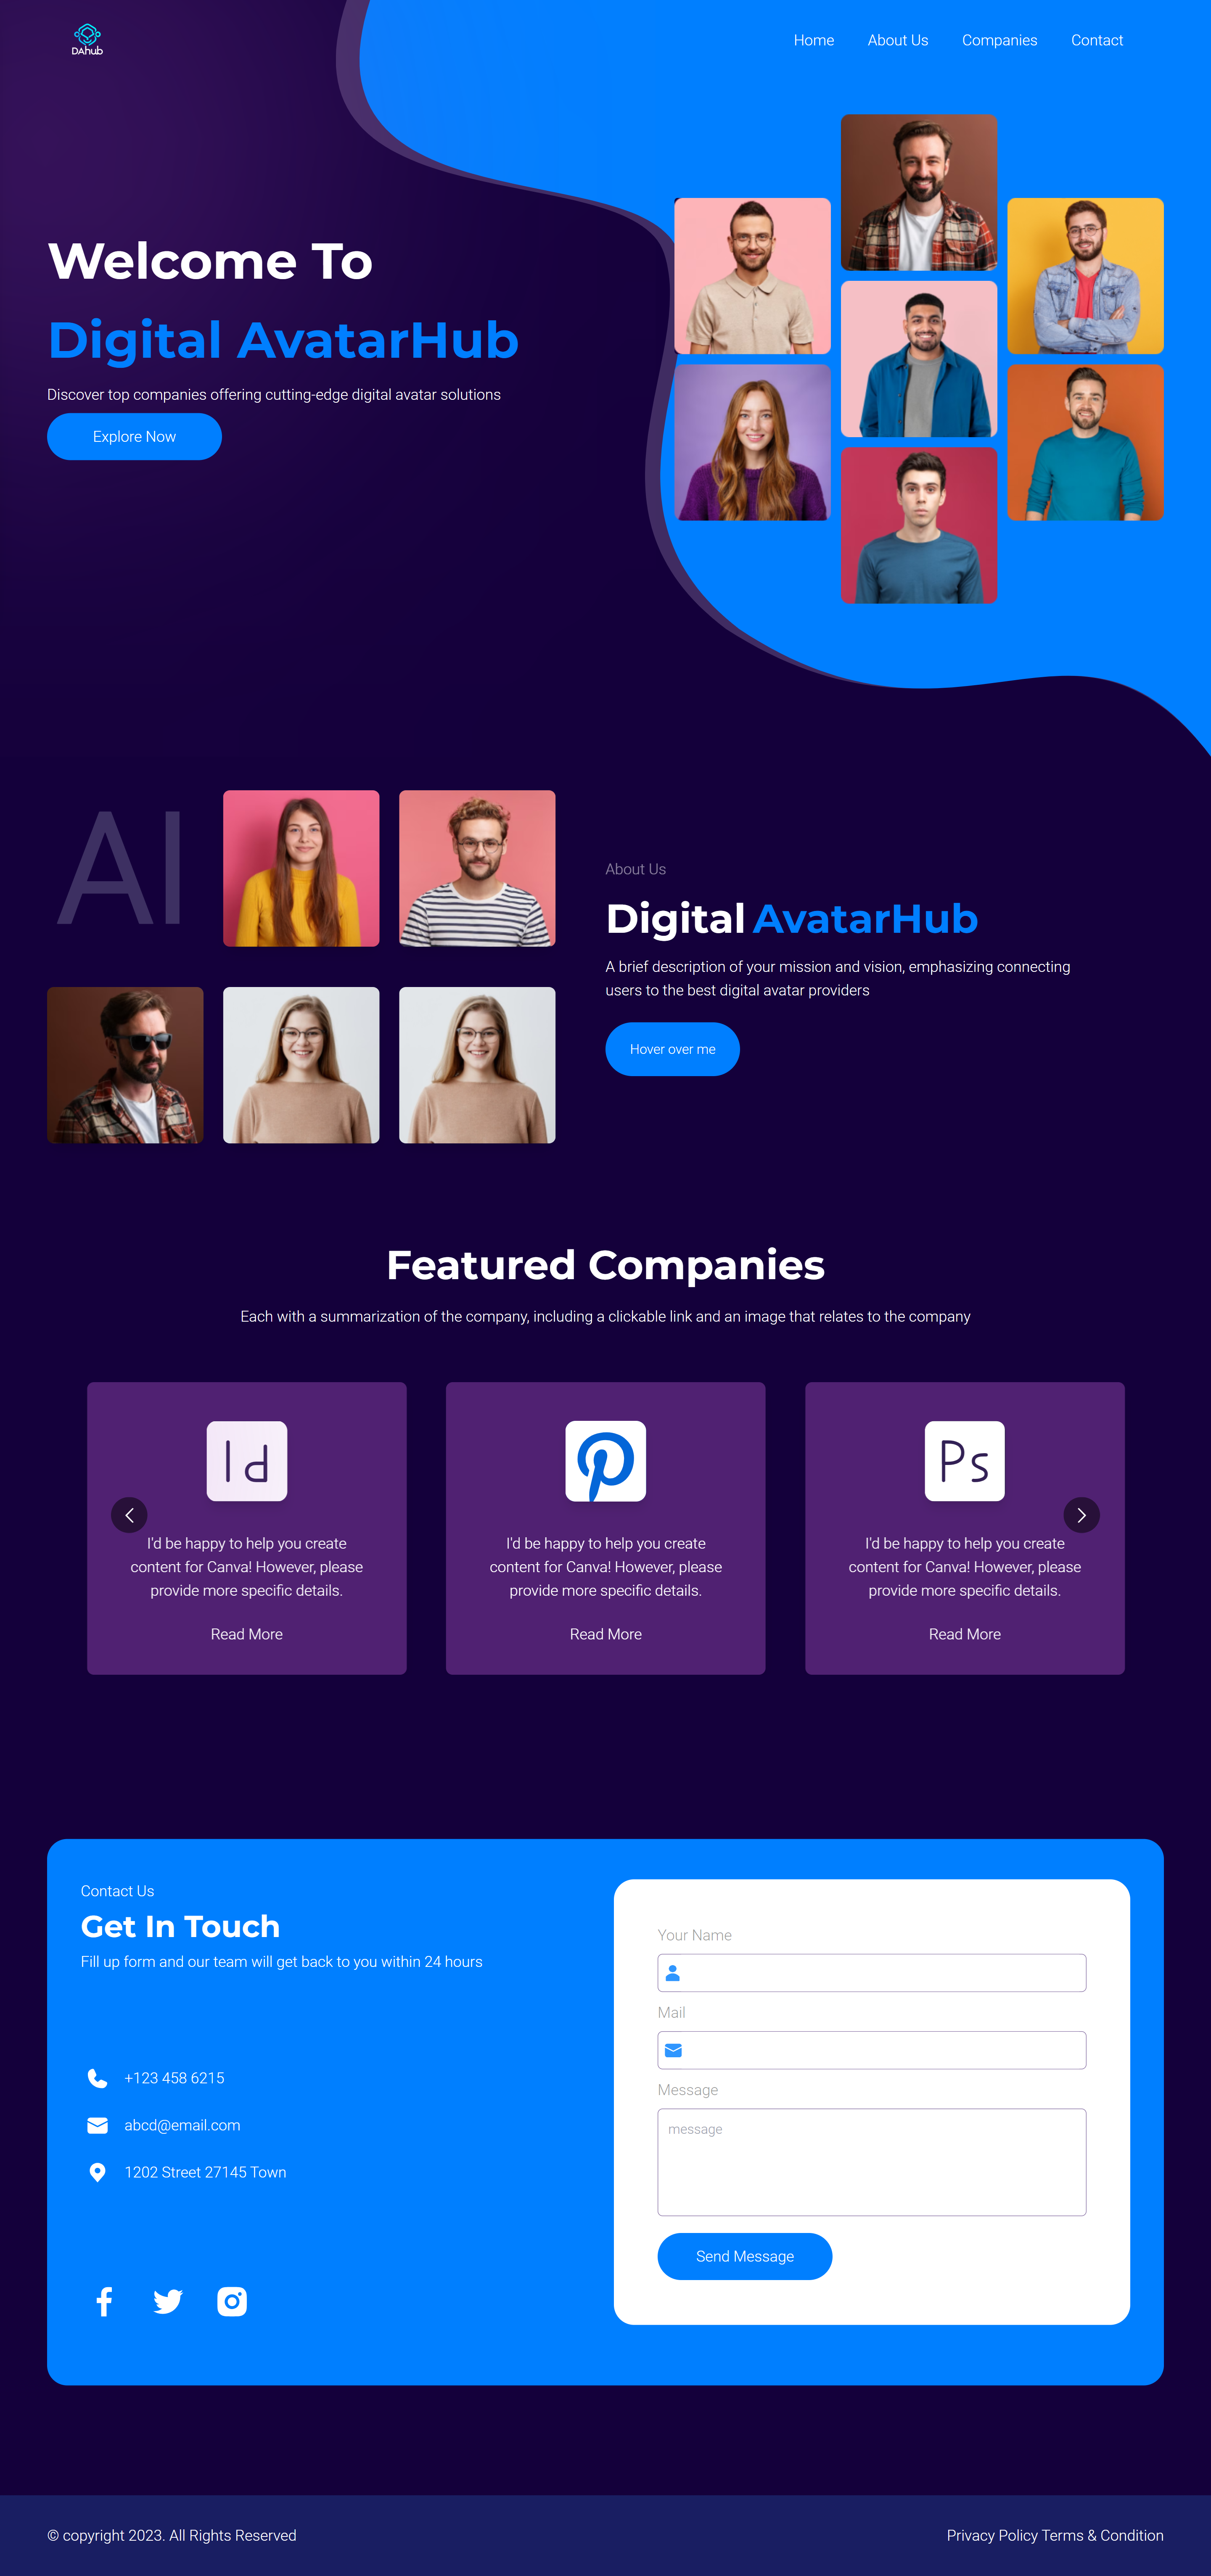 DAhub
Home About Us Companies Contact
Welcome To
Digital AvatarHub
Discover top companies offering cutting-edge digital avatar solutions
Explore Now
AI
About Us
Digital AvatarHub
A brief description of your mission and vision, emphasizing connecting
users to the best digital avatar providers
Hover over me
Featured Companies
Each with a summarization of the company, including a clickable link and an image that relates to the company
Id
I'd be happy to help you create
content for Canva! However, please
provide more specific details.
Read More
I'd be happy to help you create
content for Canva! However, please
provide more specific details.
Read More
Ps
I'd be happy to help you create
content for Canva! However, please
provide more specific details.
Read More
Contact Us
Get In Touch
Fill up form and our team will get back to you within 24 hours
+123 458 6215
abcd@email.com
1202 Street 27145 Town
Your Name
Mail
Message
message
Send Message
© copyright 2023. All Rights Reserved
Privacy Policy Terms & Condition